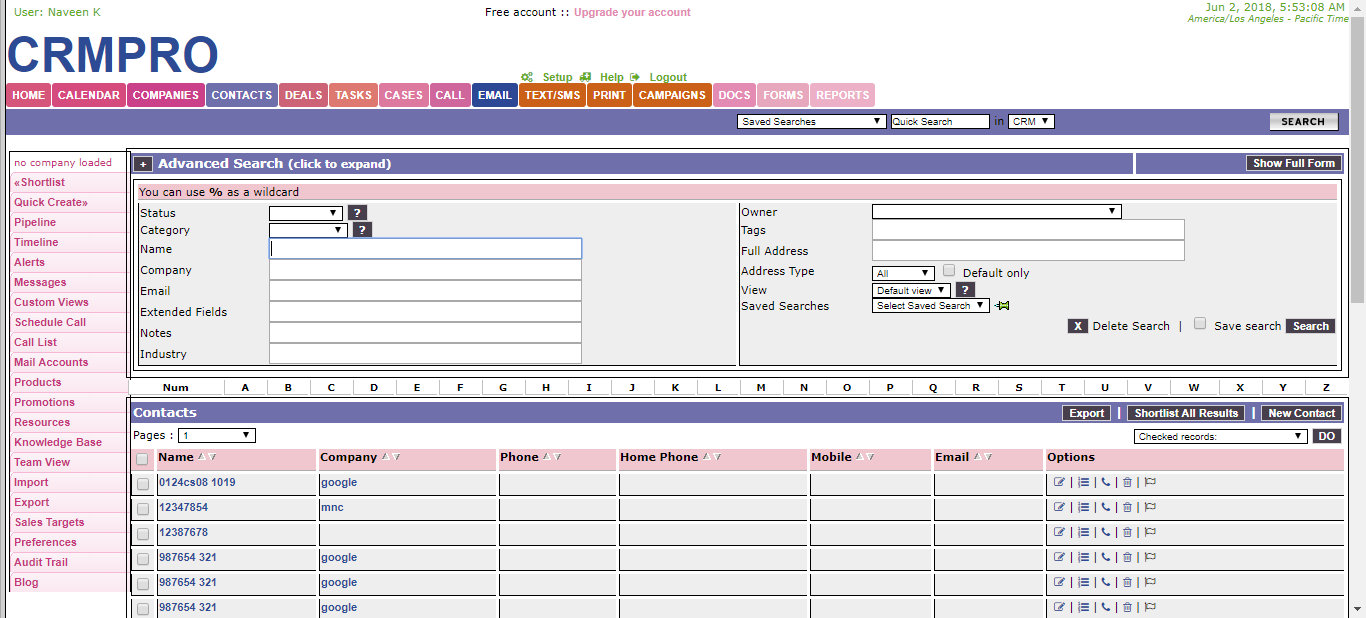 User: Naveen K
Free account :: Upgrade your account
Jun 2, 2018, 5:53:08 AM
America/Los Angeles - Pacific Time
CRMPRO
Setup Help Logout
HOME CALENDAR COMPANIES CONTACTS DEALS TASKS CASES CALL EMAIL TEXT/SMS PRINT CAMPAIGNS DOCS FORMS REPORTS
Saved Searches Quick Search in CRM SEARCH
no company loaded
«Shortlist
Quick Create»
Pipeline
Timeline
Alerts
Messages
Custom Views
Schedule Call
Call List
Mail Accounts
Products
Promotions
Resources
Knowledge Base
Team View
Import
Export
Sales Targets
Preferences
Audit Trail
Blog
+ Advanced Search (click to expand) Show Full Form
You can use % as a wildcard
Status ?
Category ?
Name
Company
Email
Extended Fields
Notes
Industry
Owner
Tags
Full Address
Address Type All Default only
View Default view ?
Saved Searches Select Saved Search
X Delete Search | Save search Search
Num A B C D E F G H I J K L M N O P Q R S T U V W X Y Z
Contacts Export | Shortlist All Results | New Contact
Pages : 1 Checked records: DO
Name Company Phone Home Phone Mobile Email Options
0124cs08 1019 google | | | |
12347854 mnc | | | |
12387678 | | | |
987654 321 google | | | |
987654 321 google | | | |
987654 321 google | | | |